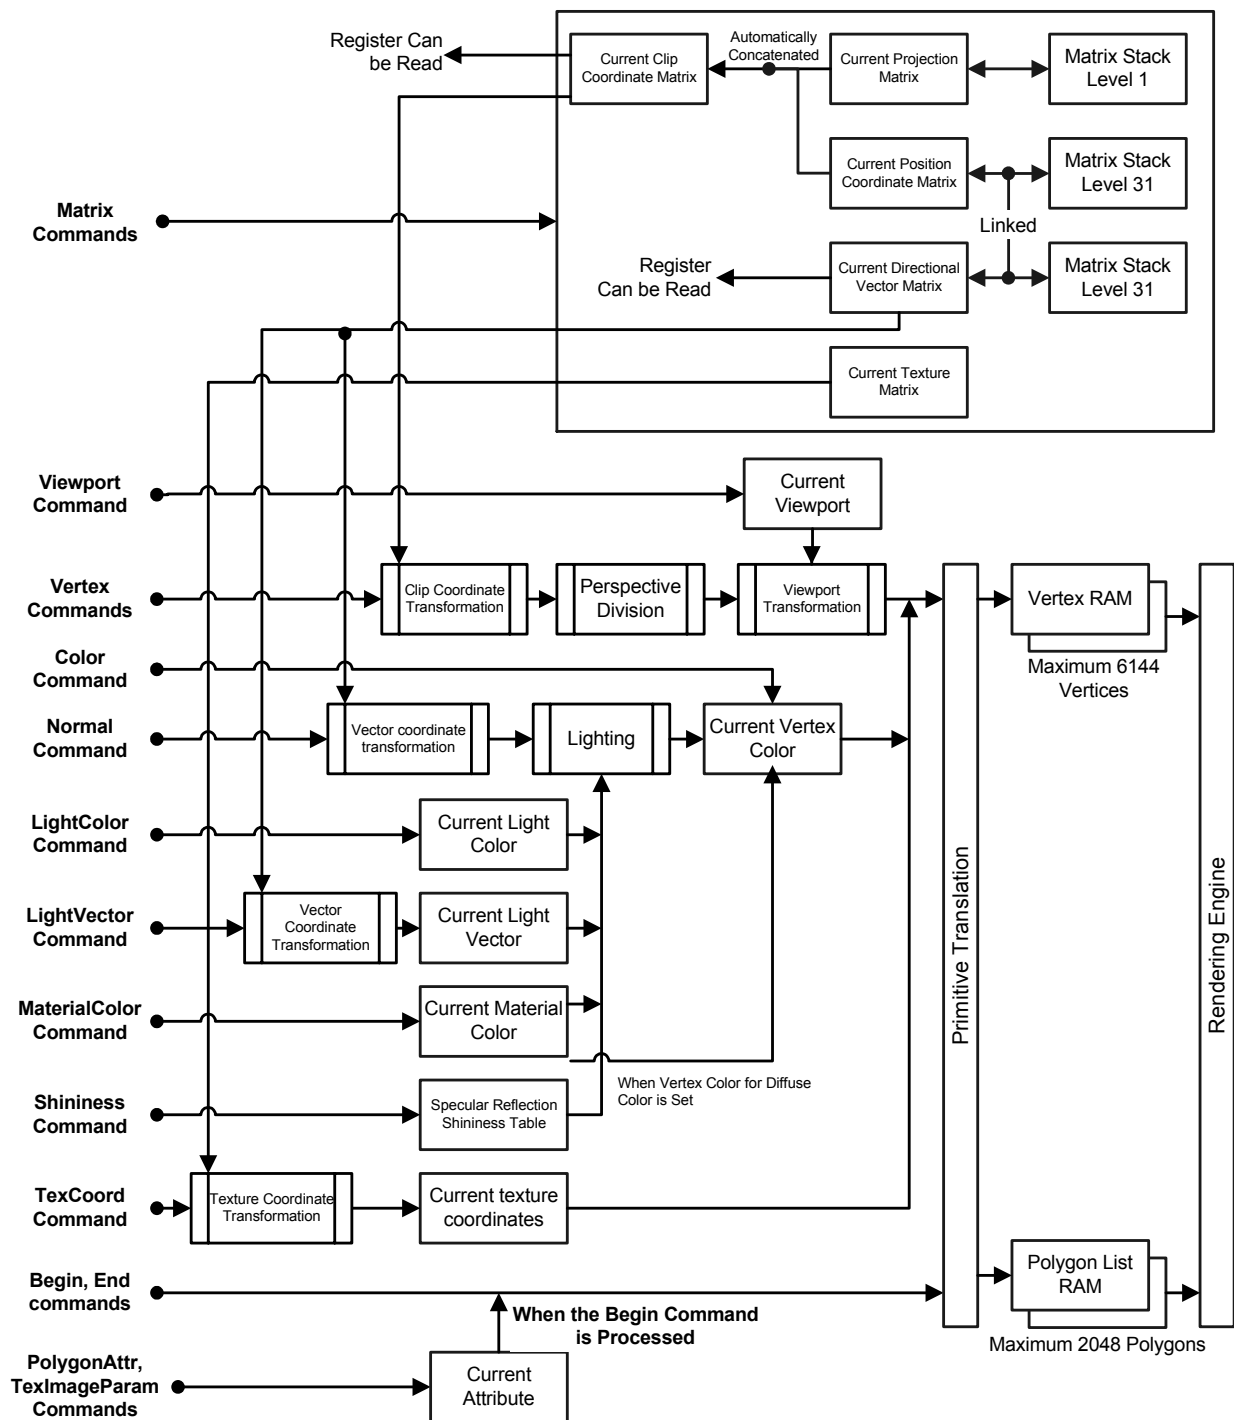 Register Can
be Read
Current Clip
Coordinate Matrix
Automatically
Concatenated
Current Projection
Matrix
Matrix Stack
Level 1
Current Position
Coordinate Matrix
Matrix Stack
Level 31
Matrix
Commands
Linked
Register
Can be Read
Current Directional
Vector Matrix
Matrix Stack
Level 31
Current Texture
Matrix
Viewport
Command
Current
Viewport
Vertex
Commands
Clip Coordinate
Transformation
Perspective
Division
Viewport
Transformation
Vertex RAM
Maximum 6144
Vertices
Color
Command
Normal
Command
Vector coordinate
transformation
Lighting
Current Vertex
Color
LightColor
Command
Current Light
Color
LightVector
Command
Vector
Coordinate
Transformation
Current Light
Vector
Primitive Translation
Rendering Engine
MaterialColor
Command
Current Material
Color
When Vertex Color for Diffuse
Color is Set
Shininess
Command
Specular Reflection
Shininess Table
TexCoord
Command
Texture Coordinate
Transformation
Current texture
coordinates
Begin, End
commands
Polygon List
RAM
Maximum 2048 Polygons
When the Begin Command
is Processed
PolygonAttr,
TexImageParam
Commands
Current
Attribute